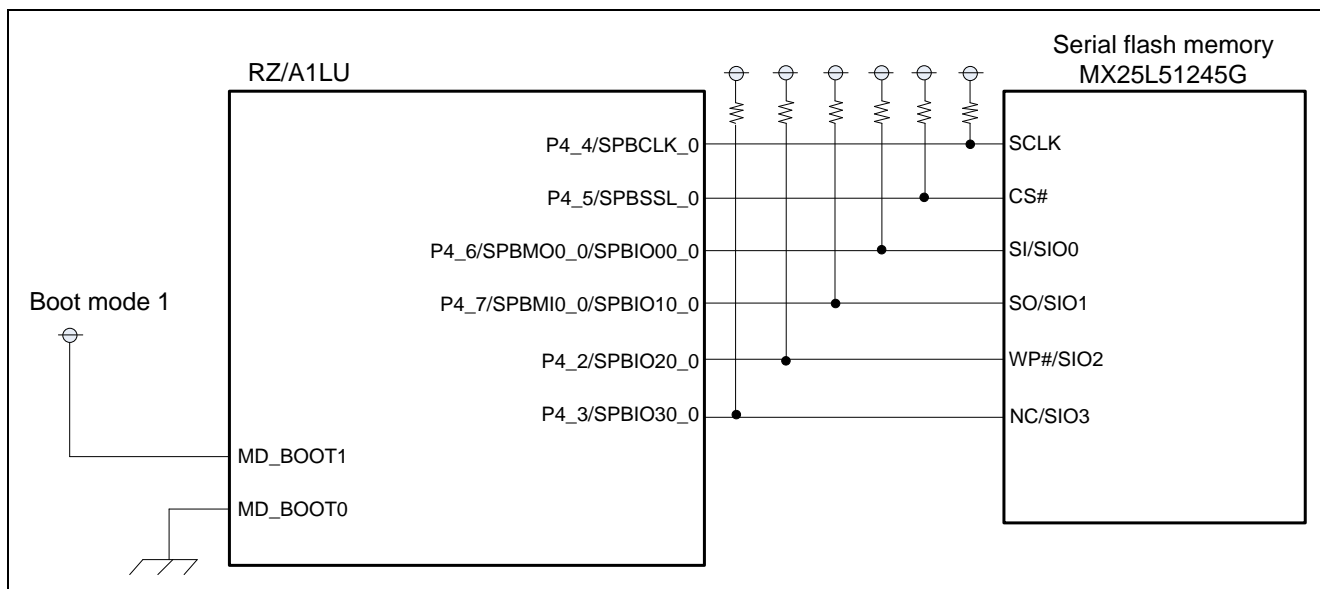 RZ/A1LU
Serial flash memory
MX25L51245G
P4_4/SPBCLK_0
SCLK
P4_5/SPBSSL_0
CS#
P4_6/SPBMO0_0/SPBIO00_0
SI/SIO0
P4_7/SPBMI0_0/SPBIO10_0
SO/SIO1
Boot mode 1
P4_2/SPBIO20_0
WP#/SIO2
P4_3/SPBIO30_0
NC/SIO3
MD_BOOT1
MD_BOOT0